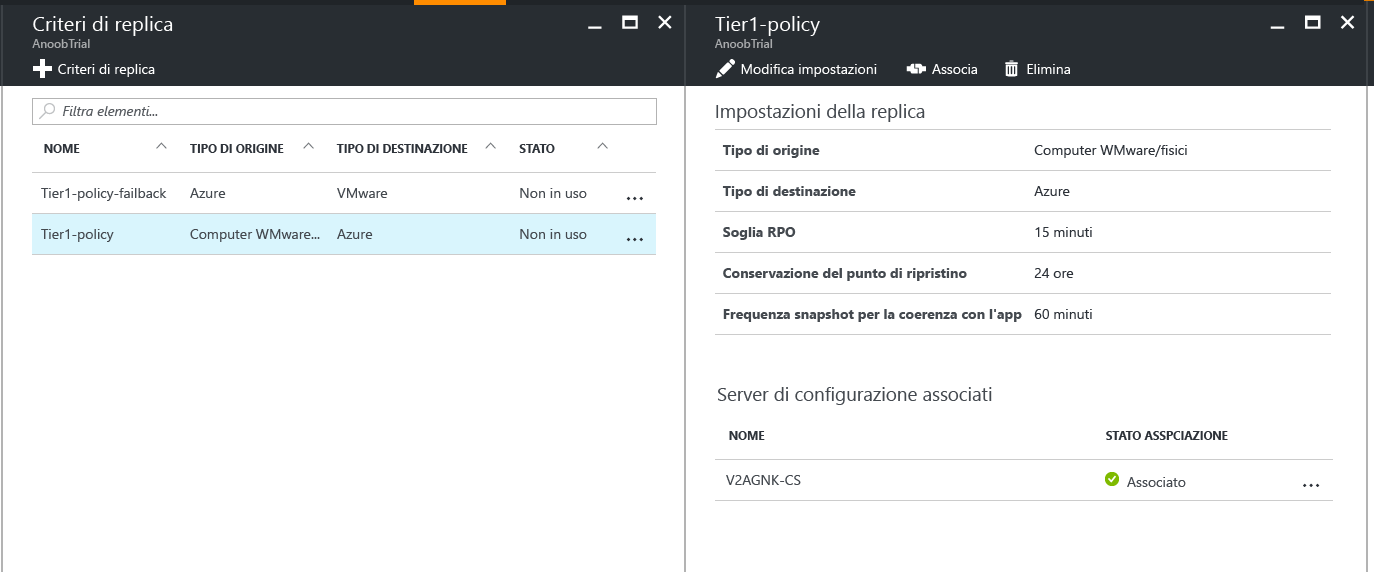 Criteri di replica
AnoobTrial
Criteri di replica
Filtra elementi...
NOME TIPO DI ORIGINE TIPO DI DESTINAZIONE STATO
Tier1-policy-failback Azure VMware Non in uso ...
Tier1-policy Computer WMware... Azure Non in uso ...
Tier1-policy
AnoobTrial
Modifica impostazioni Associa Elimina
Impostazioni della replica
Tipo di origine Computer WMware/fisici
Tipo di destinazione Azure
Soglia RPO 15 minuti
Conservazione del punto di ripristino 24 ore
Frequenza snapshot per la coerenza con l'app 60 minuti
Server di configurazione associati
NOME STATO ASSPCIAZIONE
V2AGNK-CS Associato ...